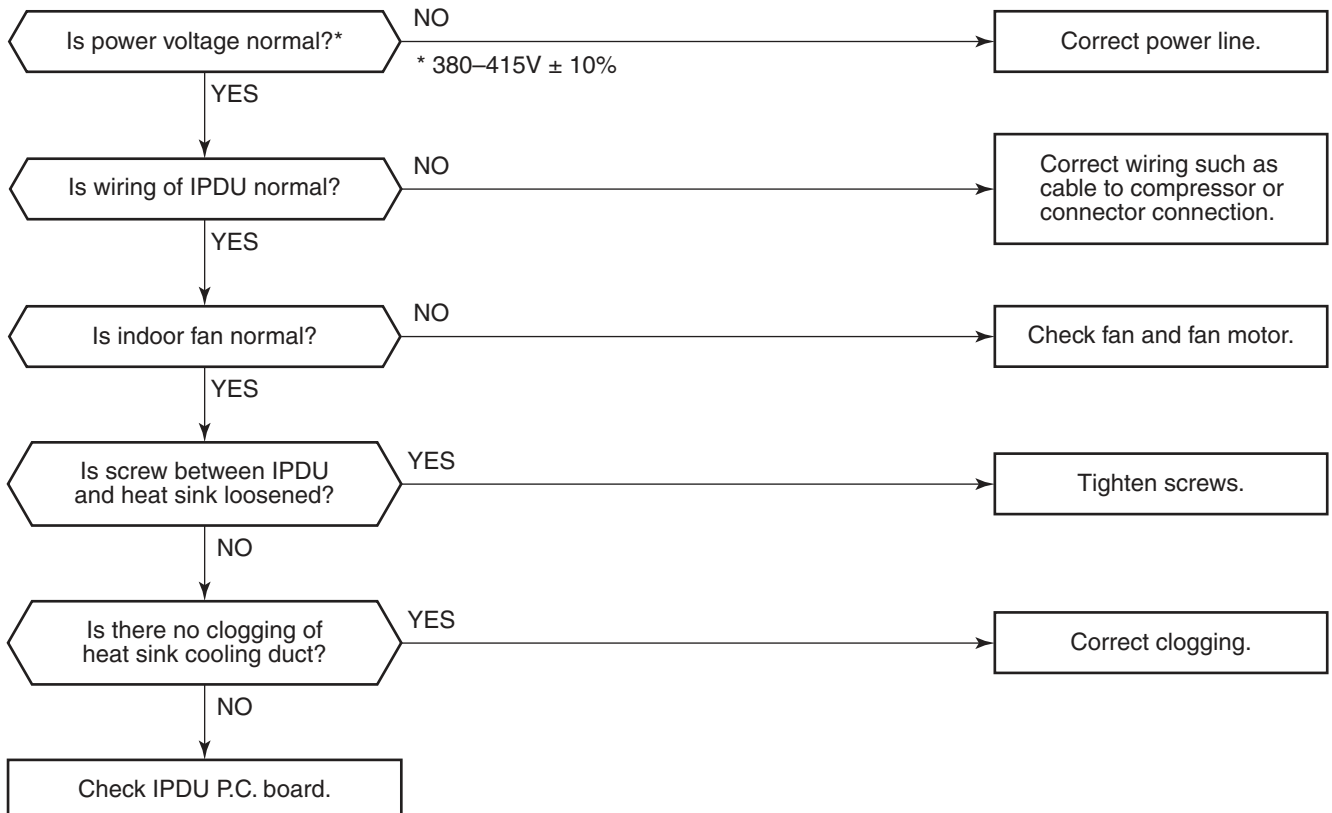 Is power voltage normal?*
NO
* 380–415V ± 10%
Correct power line.
YES
Is wiring of IPDU normal?
NO
Correct wiring such as
cable to compressor or
connector connection.
YES
Is indoor fan normal?
NO
Check fan and fan motor.
YES
Is screw between IPDU
and heat sink loosened?
YES
Tighten screws.
NO
Is there no clogging of
heat sink cooling duct?
YES
Correct clogging.
NO
Check IPDU P.C. board.